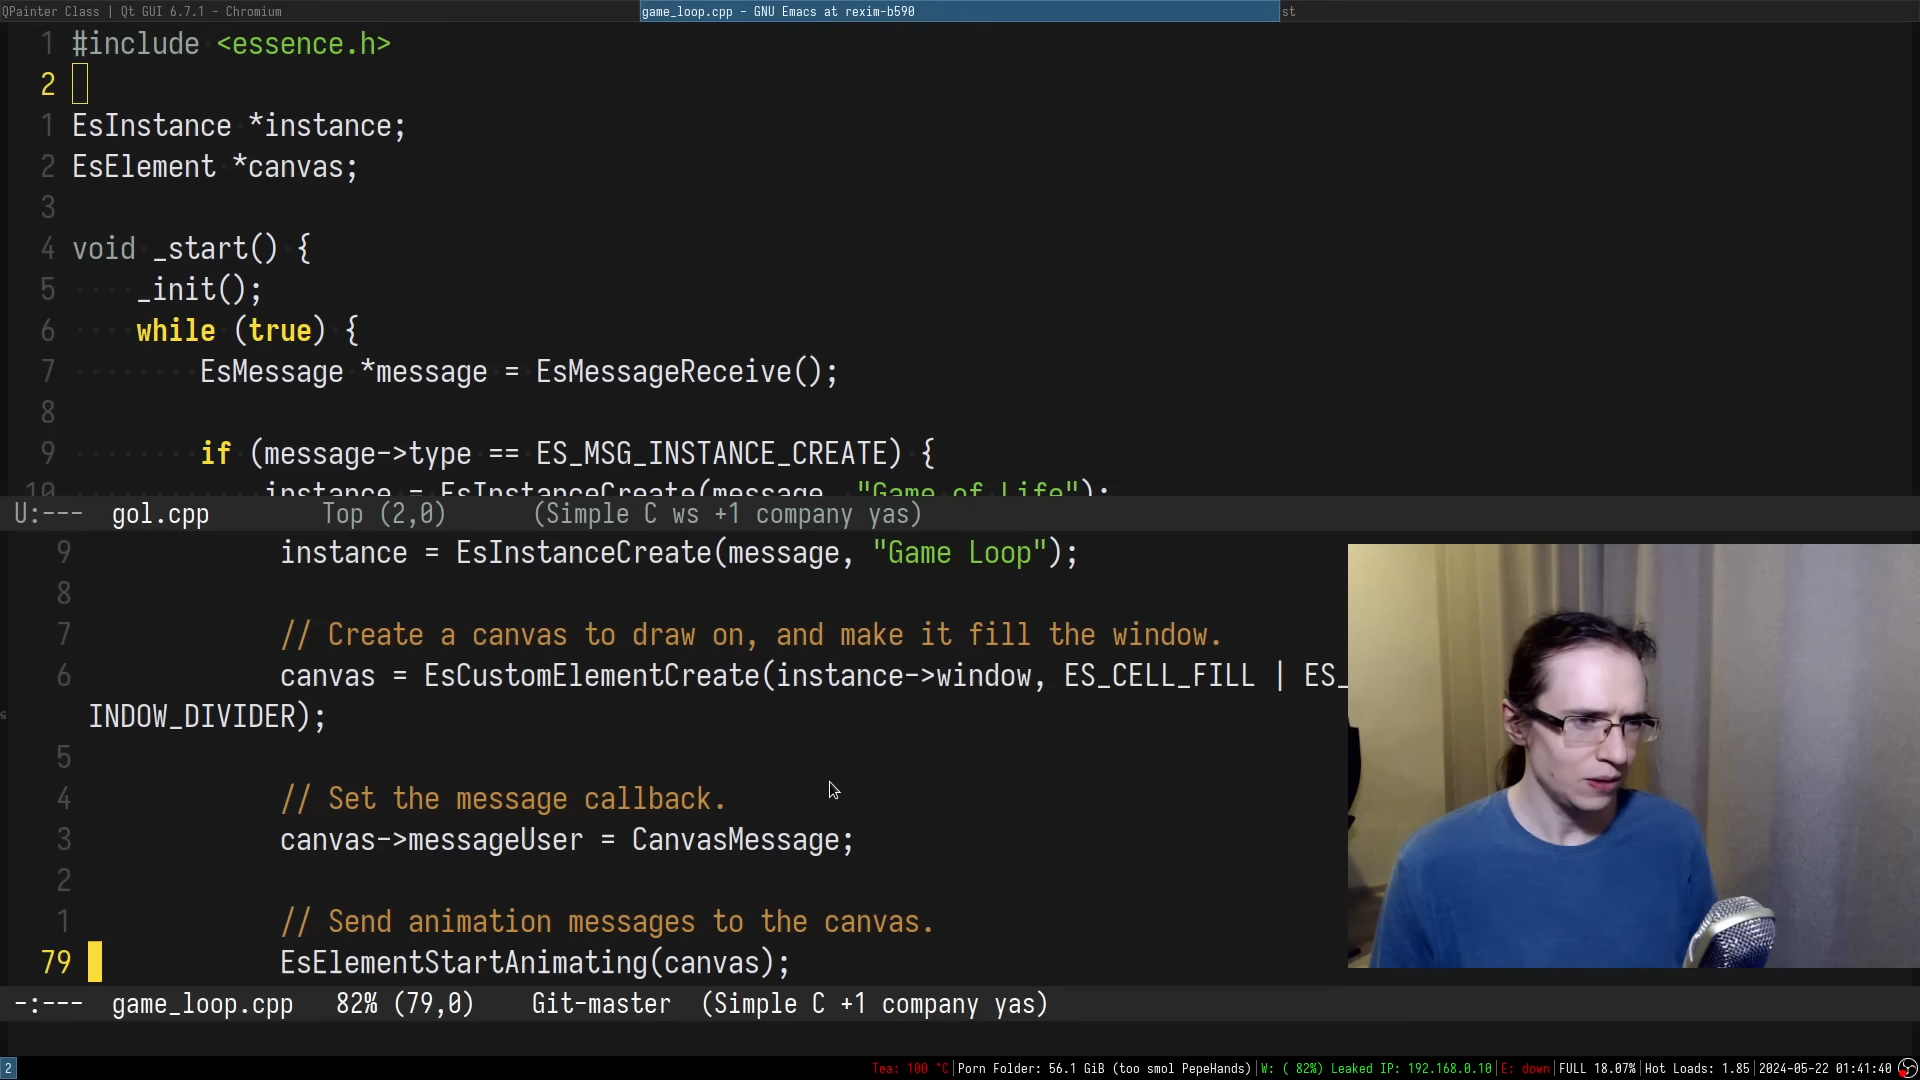 QPainter Class | Qt GUI 6.7.1 - Chromium
game_loop.cpp - GNU Emacs at rexim-b590
st
1 #include <essence.h>
2
1 EsInstance *instance;
2 EsElement *canvas;
3
4 void _start() {
5 _init();
6 while (true) {
7 EsMessage *message = EsMessageReceive();
8
9 if (message->type == ES_MSG_INSTANCE_CREATE) {
10 instance = EsInstanceCreate(message, "Game of Life");
U:--- gol.cpp Top (2,0) (Simple C ws +1 company yas)
9 instance = EsInstanceCreate(message, "Game Loop");
8
7 // Create a canvas to draw on, and make it fill the window.
6 canvas = EsCustomElementCreate(instance->window, ES_CELL_FILL | ES_
INDOW_DIVIDER);
5
4 // Set the message callback.
3 canvas->messageUser = CanvasMessage;
2
1 // Send animation messages to the canvas.
79 EsElementStartAnimating(canvas);
-:--- game_loop.cpp 82% (79,0) Git-master (Simple C +1 company yas)
2
Tea: 100 °C|Porn Folder: 56.1 GiB (too smol PepeHands)|W: ( 82%) Leaked IP: 192.168.0.10|E: down|FULL 18.07%|Hot Loads: 1.85|2024-05-22 01:41:40